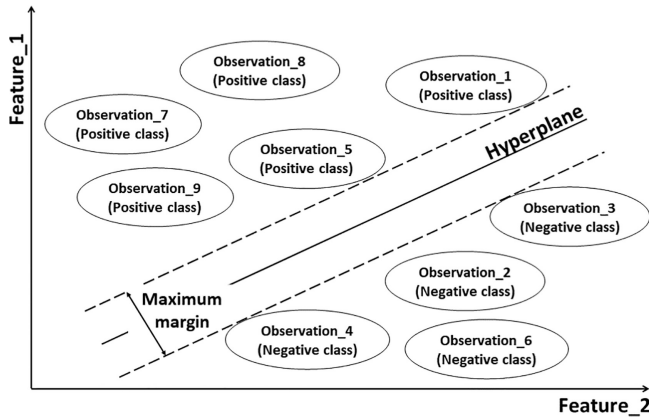 Feature_1
Observation_8
(Positive class)
Observation_1
(Positive class)
Observation_7
(Positive class)
Observation_5
(Positive class)
Hyperplane
Observation_9
(Positive class)
Observation_3
(Negative class)
Observation_2
(Negative class)
Maximum
margin
Observation_4
(Negative class)
Observation_6
(Negative class)
Feature_2